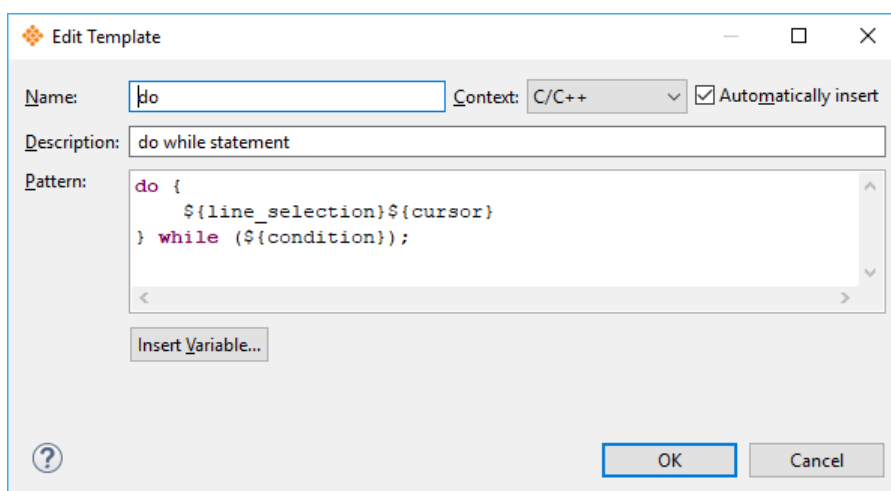 Edit Template
Name: do Context: C/C++ Automatically insert
Description: do while statement
Pattern:
do {
${line_selection}${cursor}
} while (${condition});
Insert Variable...
? OK Cancel